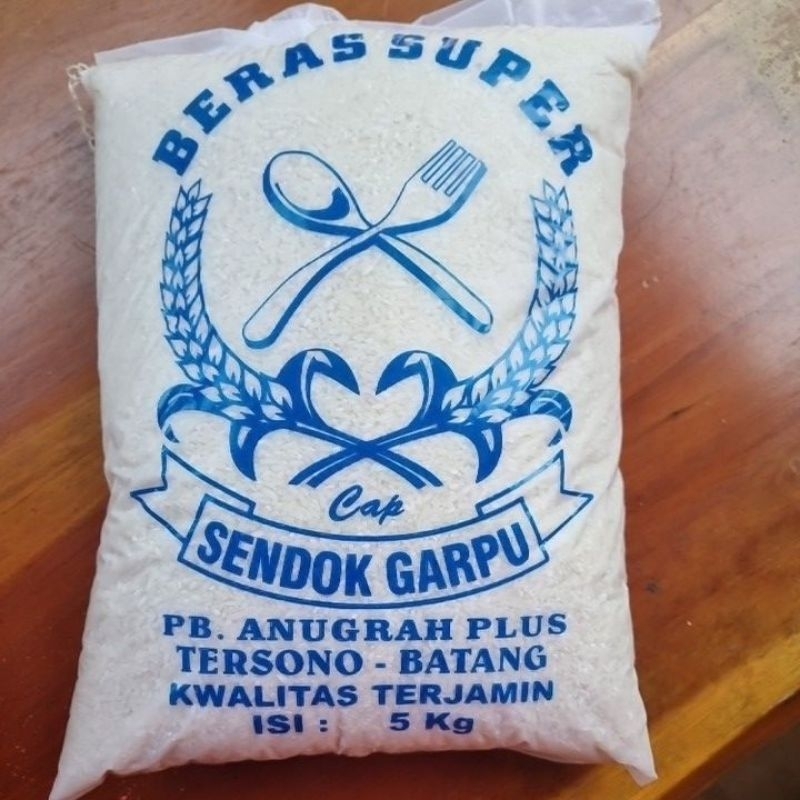 BERAS SUPER
Cap
SENDOK GARPU
PB. ANUGRAH PLUS
TERSONO - BATANG
KWALITAS TERJAMIN
ISI : 5 Kg